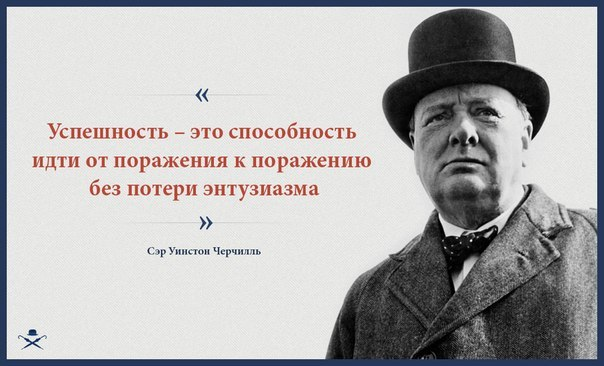 «
Успешность – это способность
идти от поражения к поражению
без потери энтузиазма
»
Сэр Уинстон Черчилль